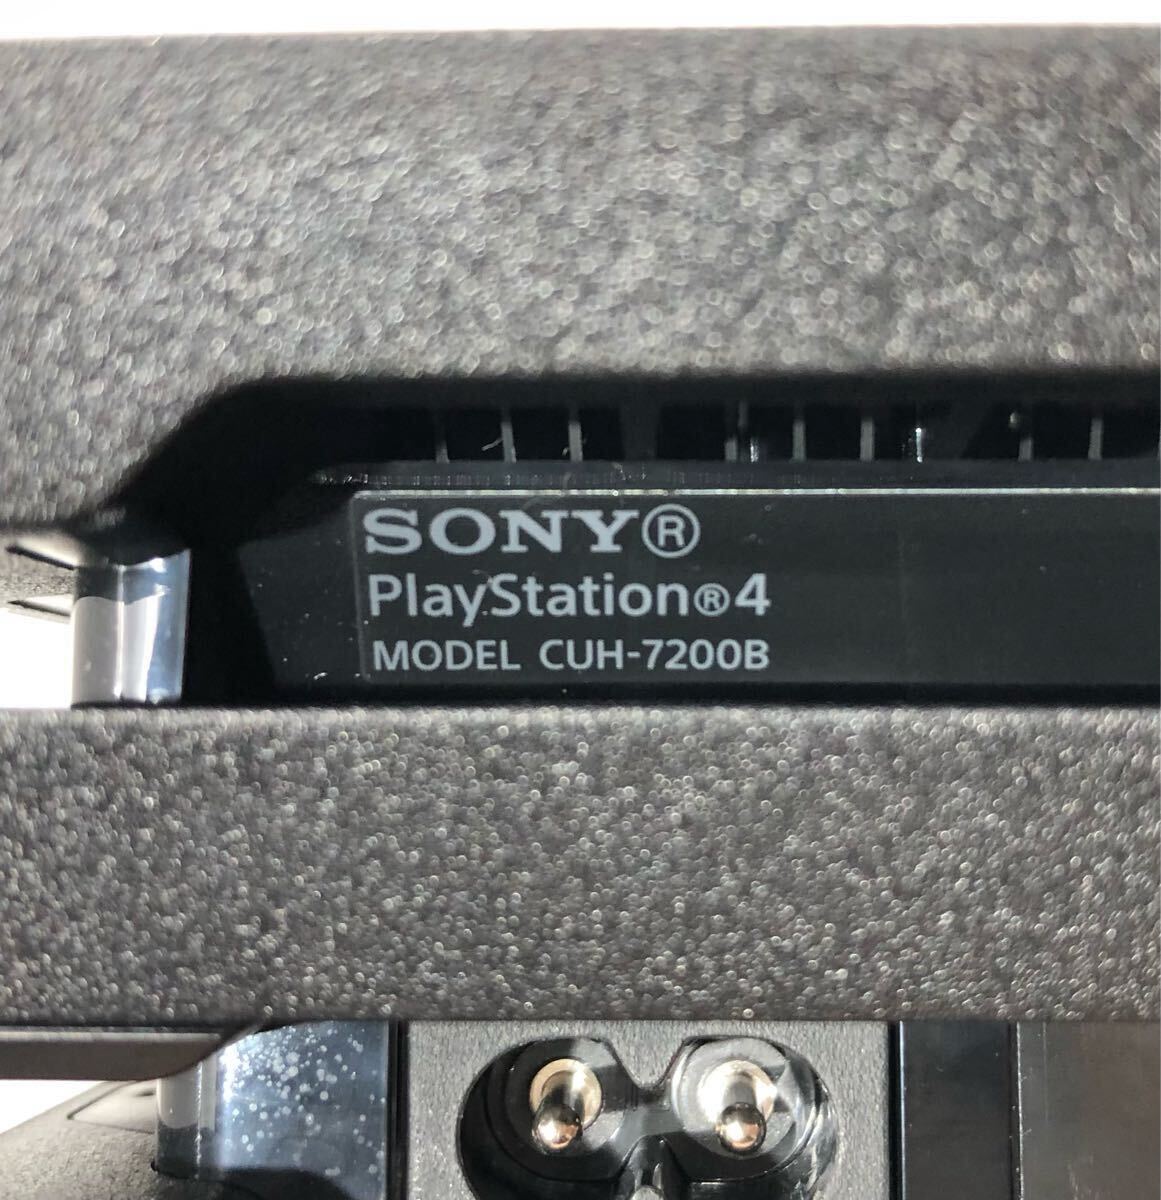 SONY®
PlayStation®4
MODEL CUH-7200B